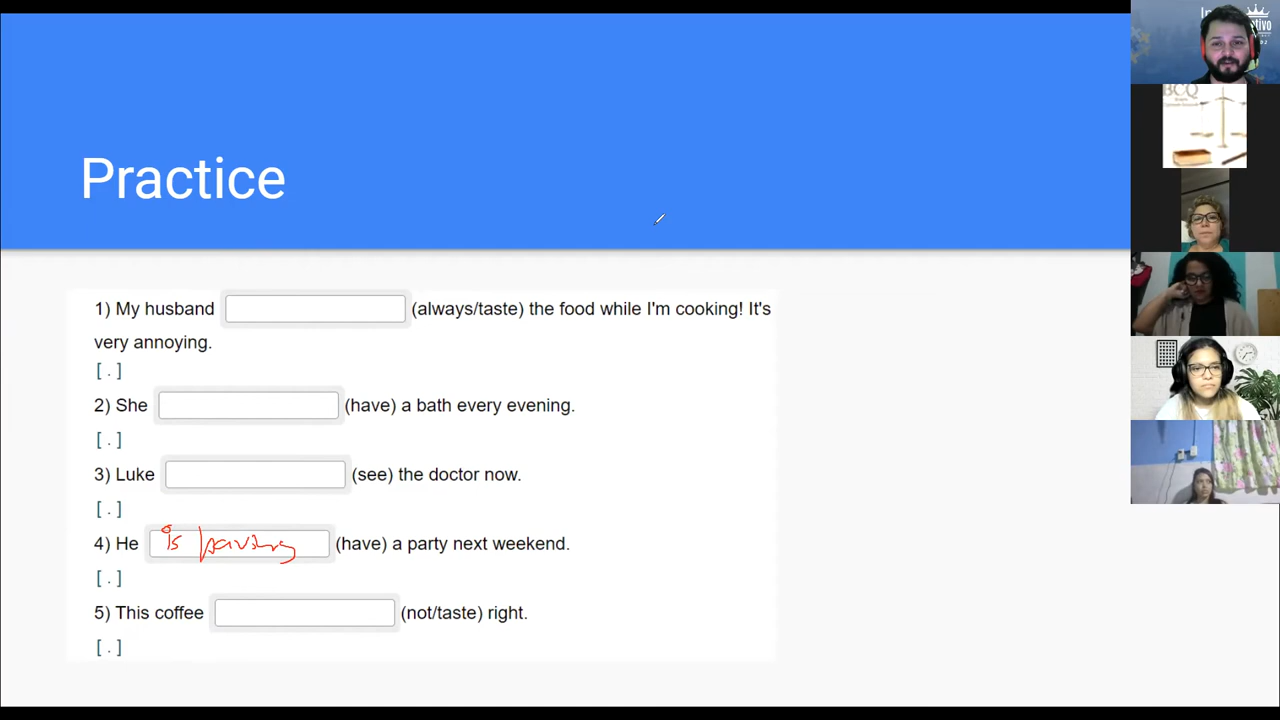 Practice
1) My husband (always/taste) the food while I'm cooking! It's
very annoying.
[ . ]
2) She (have) a bath every evening.
[ . ]
3) Luke (see) the doctor now.
[ . ]
4) He is having (have) a party next weekend.
[ . ]
5) This coffee (not/taste) right.
[ . ]
BCQ